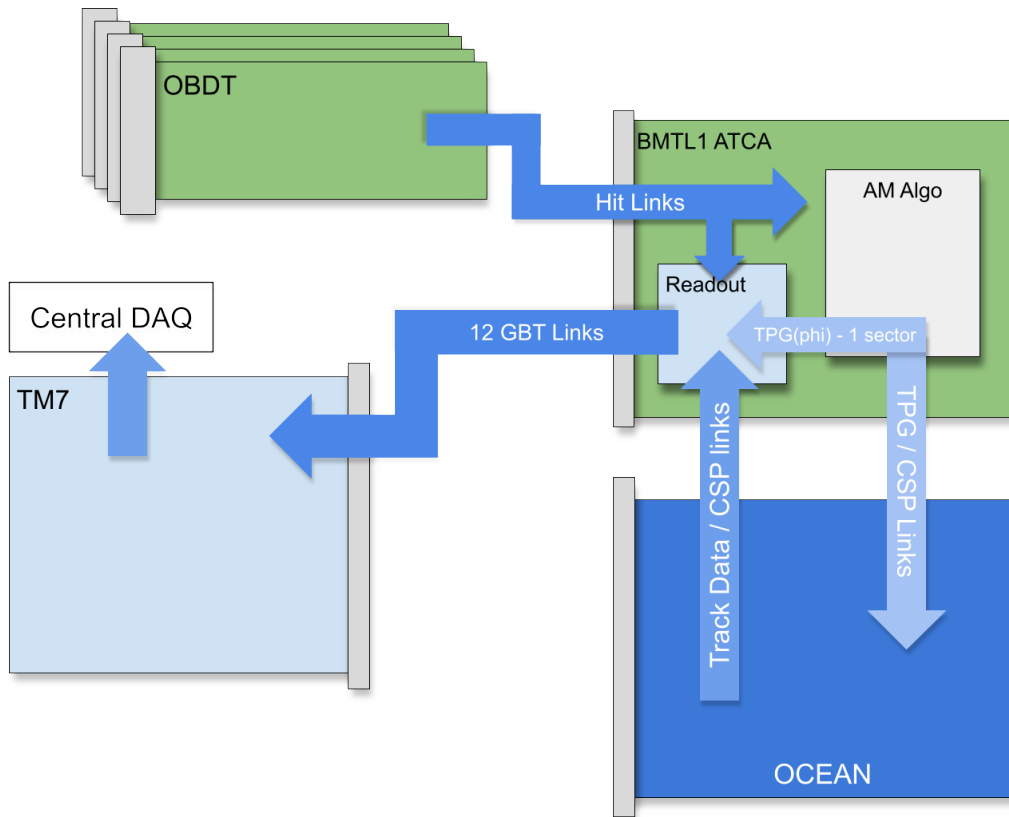 OBDT
BMTL1 ATCA
AM Algo
Hit Links
Readout
Central DAQ
12 GBT Links
TPG(phi) - 1 sector
TM7
TPG / CSP Links
Track Data / CSP links
OCEAN